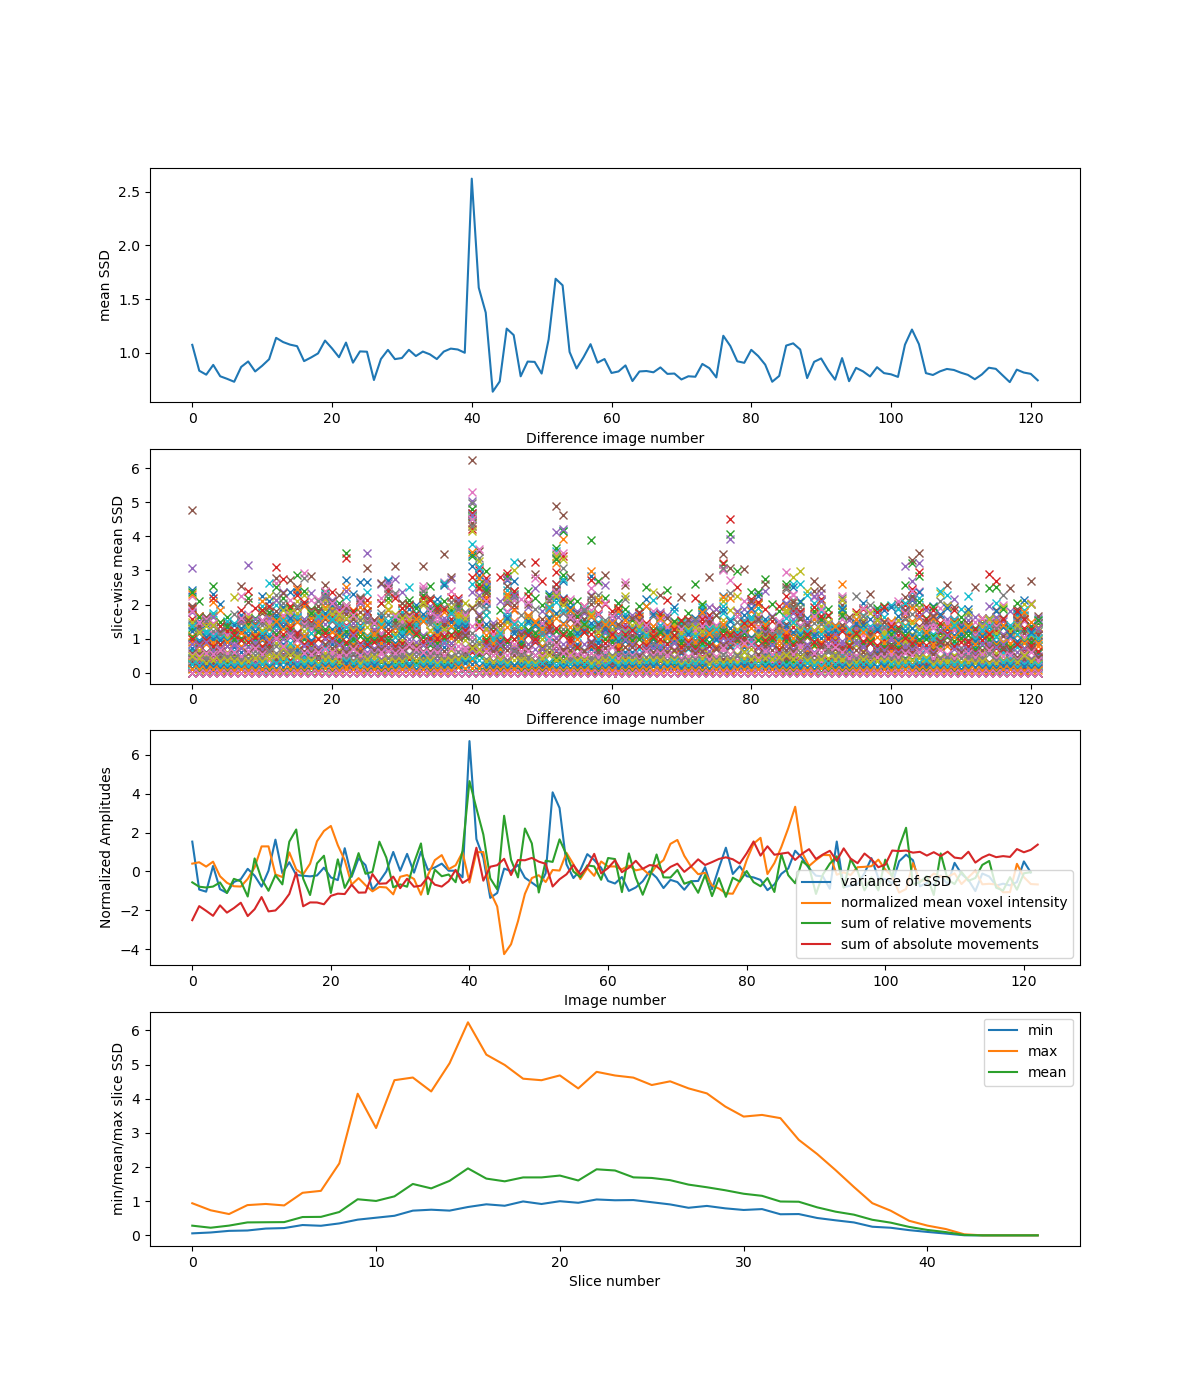 2.5
2.0
1.5
1.0
mean SSD
0 20 40 60 80 100 120
Difference image number
6
5
4
3
2
1
0
slice-wise mean SSD
0 20 40 60 80 100 120
Difference image number
6
4
2
0
−2
−4
Normalized Amplitudes
variance of SSD
normalized mean voxel intensity
sum of relative movements
sum of absolute movements
0 20 40 60 80 100 120
Image number
6
5
4
3
2
1
0
min/mean/max slice SSD
min
max
mean
0 10 20 30 40
Slice number